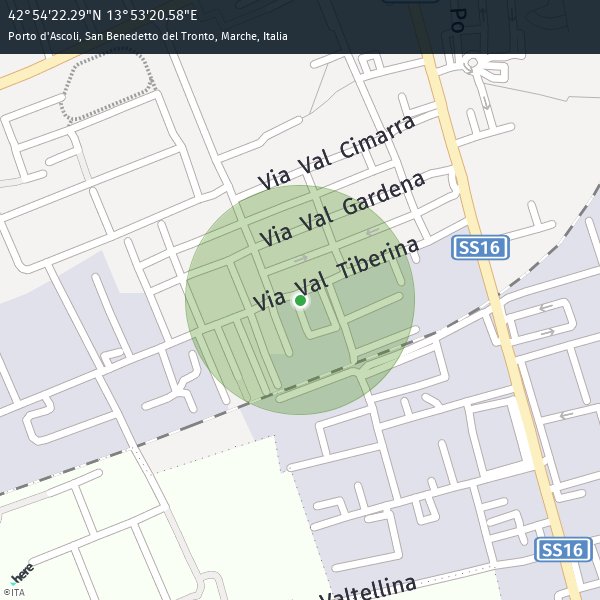 42°54'22.29"N 13°53'20.58"E
Porto d'Ascoli, San Benedetto del Tronto, Marche, Italia
Po
Via Val Cimarra
Via Val Gardena
SS16
Via Val Tiberina
SS16
here
Valtellina
©ITA